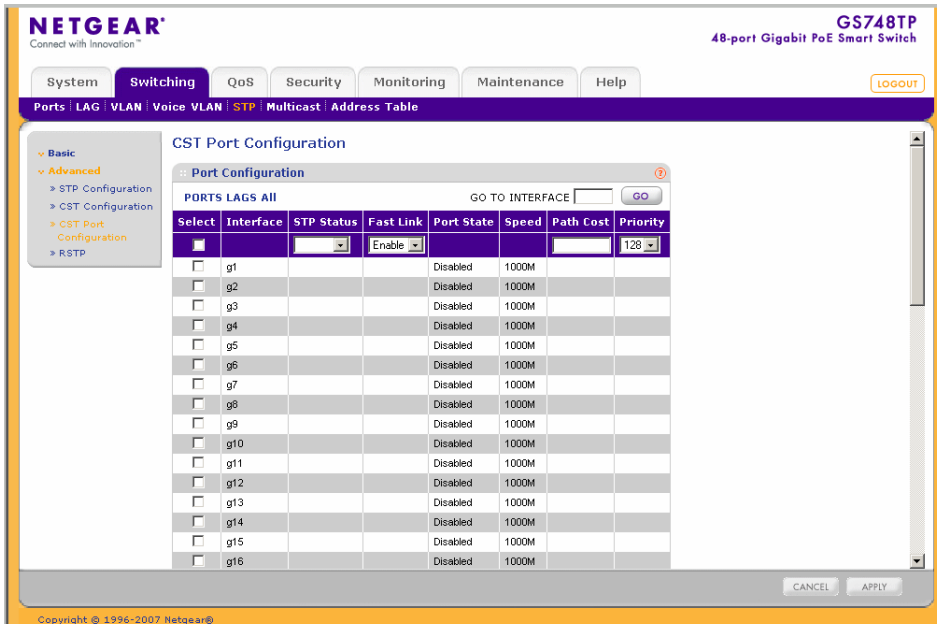 NETGEAR®
Connect with Innovation™
GS748TP
48-port Gigabit PoE Smart Switch
System Switching QoS Security Monitoring Maintenance Help LOGOUT
Ports LAG VLAN Voice VLAN STP Multicast Address Table
Basic
Advanced
STP Configuration
CST Configuration
CST Port
Configuration
RSTP
CST Port Configuration
Port Configuration ?
PORTS LAGS All GO TO INTERFACE GO
Select Interface STP Status Fast Link Port State Speed Path Cost Priority
Enable 128
g1 Disabled 1000M
g2 Disabled 1000M
g3 Disabled 1000M
g4 Disabled 1000M
g5 Disabled 1000M
g6 Disabled 1000M
g7 Disabled 1000M
g8 Disabled 1000M
g9 Disabled 1000M
g10 Disabled 1000M
g11 Disabled 1000M
g12 Disabled 1000M
g13 Disabled 1000M
g14 Disabled 1000M
g15 Disabled 1000M
g16 Disabled 1000M
CANCEL APPLY
Copyright © 1996-2007 Netgear®